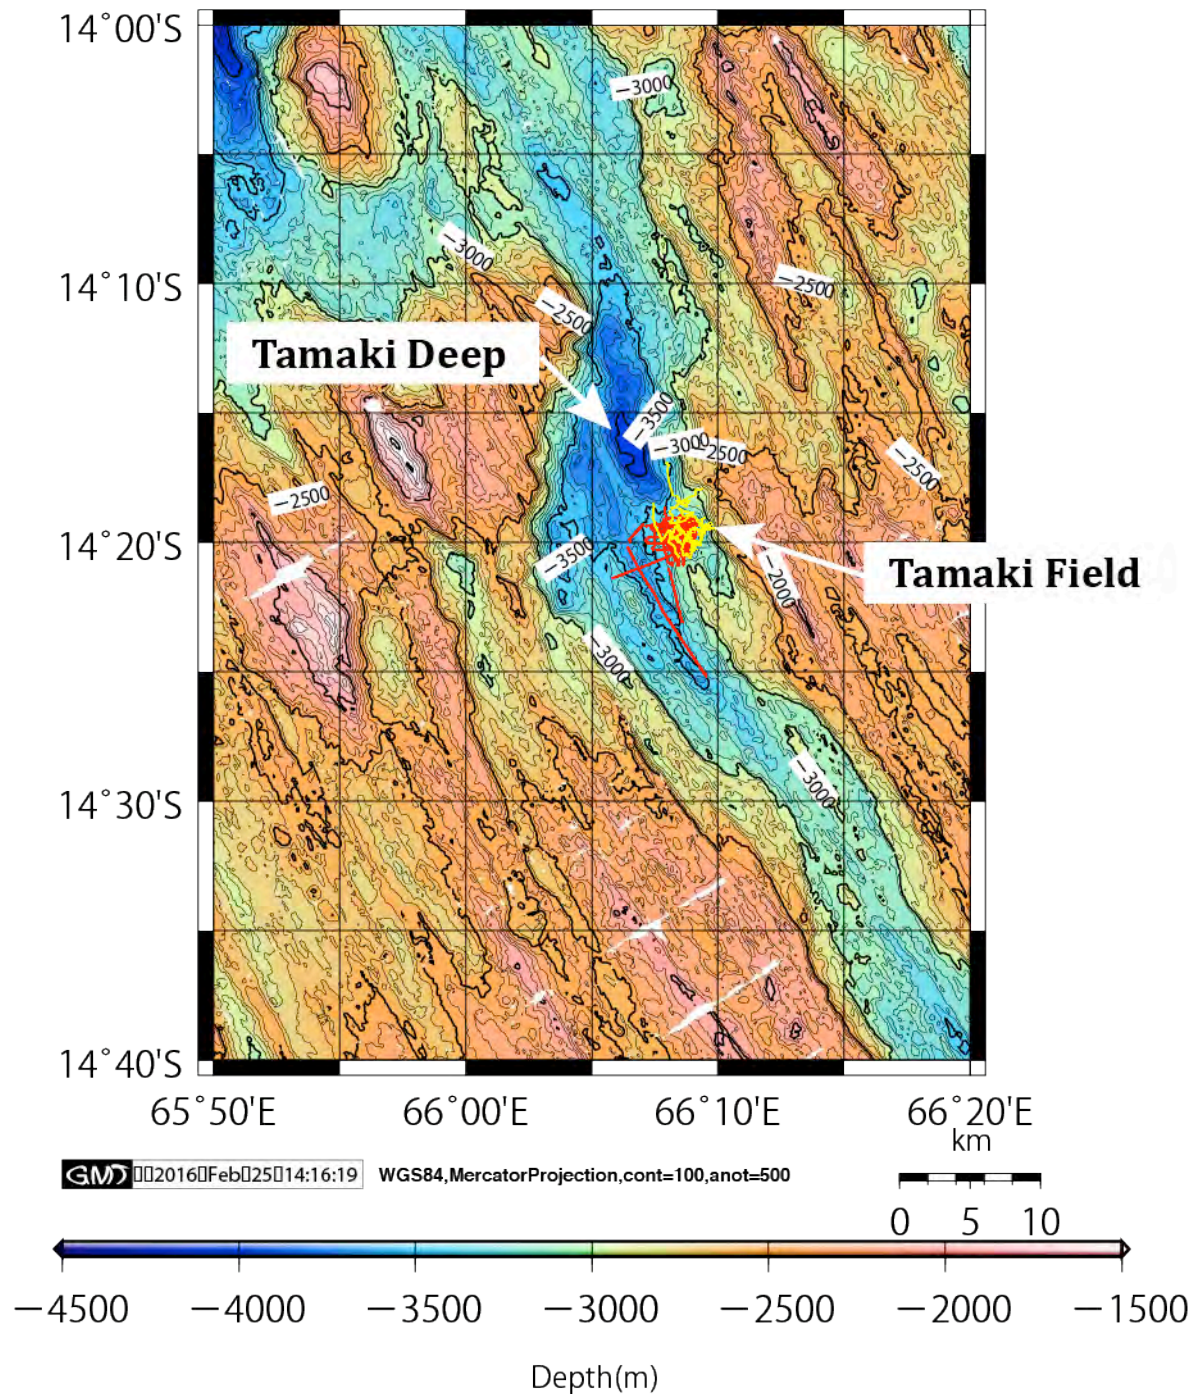 14˚00'S
−3000
−3000
14˚10'S
−2500
−2500
Tamaki Deep
−3500
−3000
−2500
−2500
−2500
14˚20'S
−3500
−2000
Tamaki Field
−3000
−3000
14˚30'S
14˚40'S
65˚50'E 66˚00'E 66˚10'E 66˚20'E
km
GMT 2016 Feb 25 14:16:19 WGS84,MercatorProjection,cont=100,anot=500
0 5 10
−4500 −4000 −3500 −3000 −2500 −2000 −1500
Depth(m)